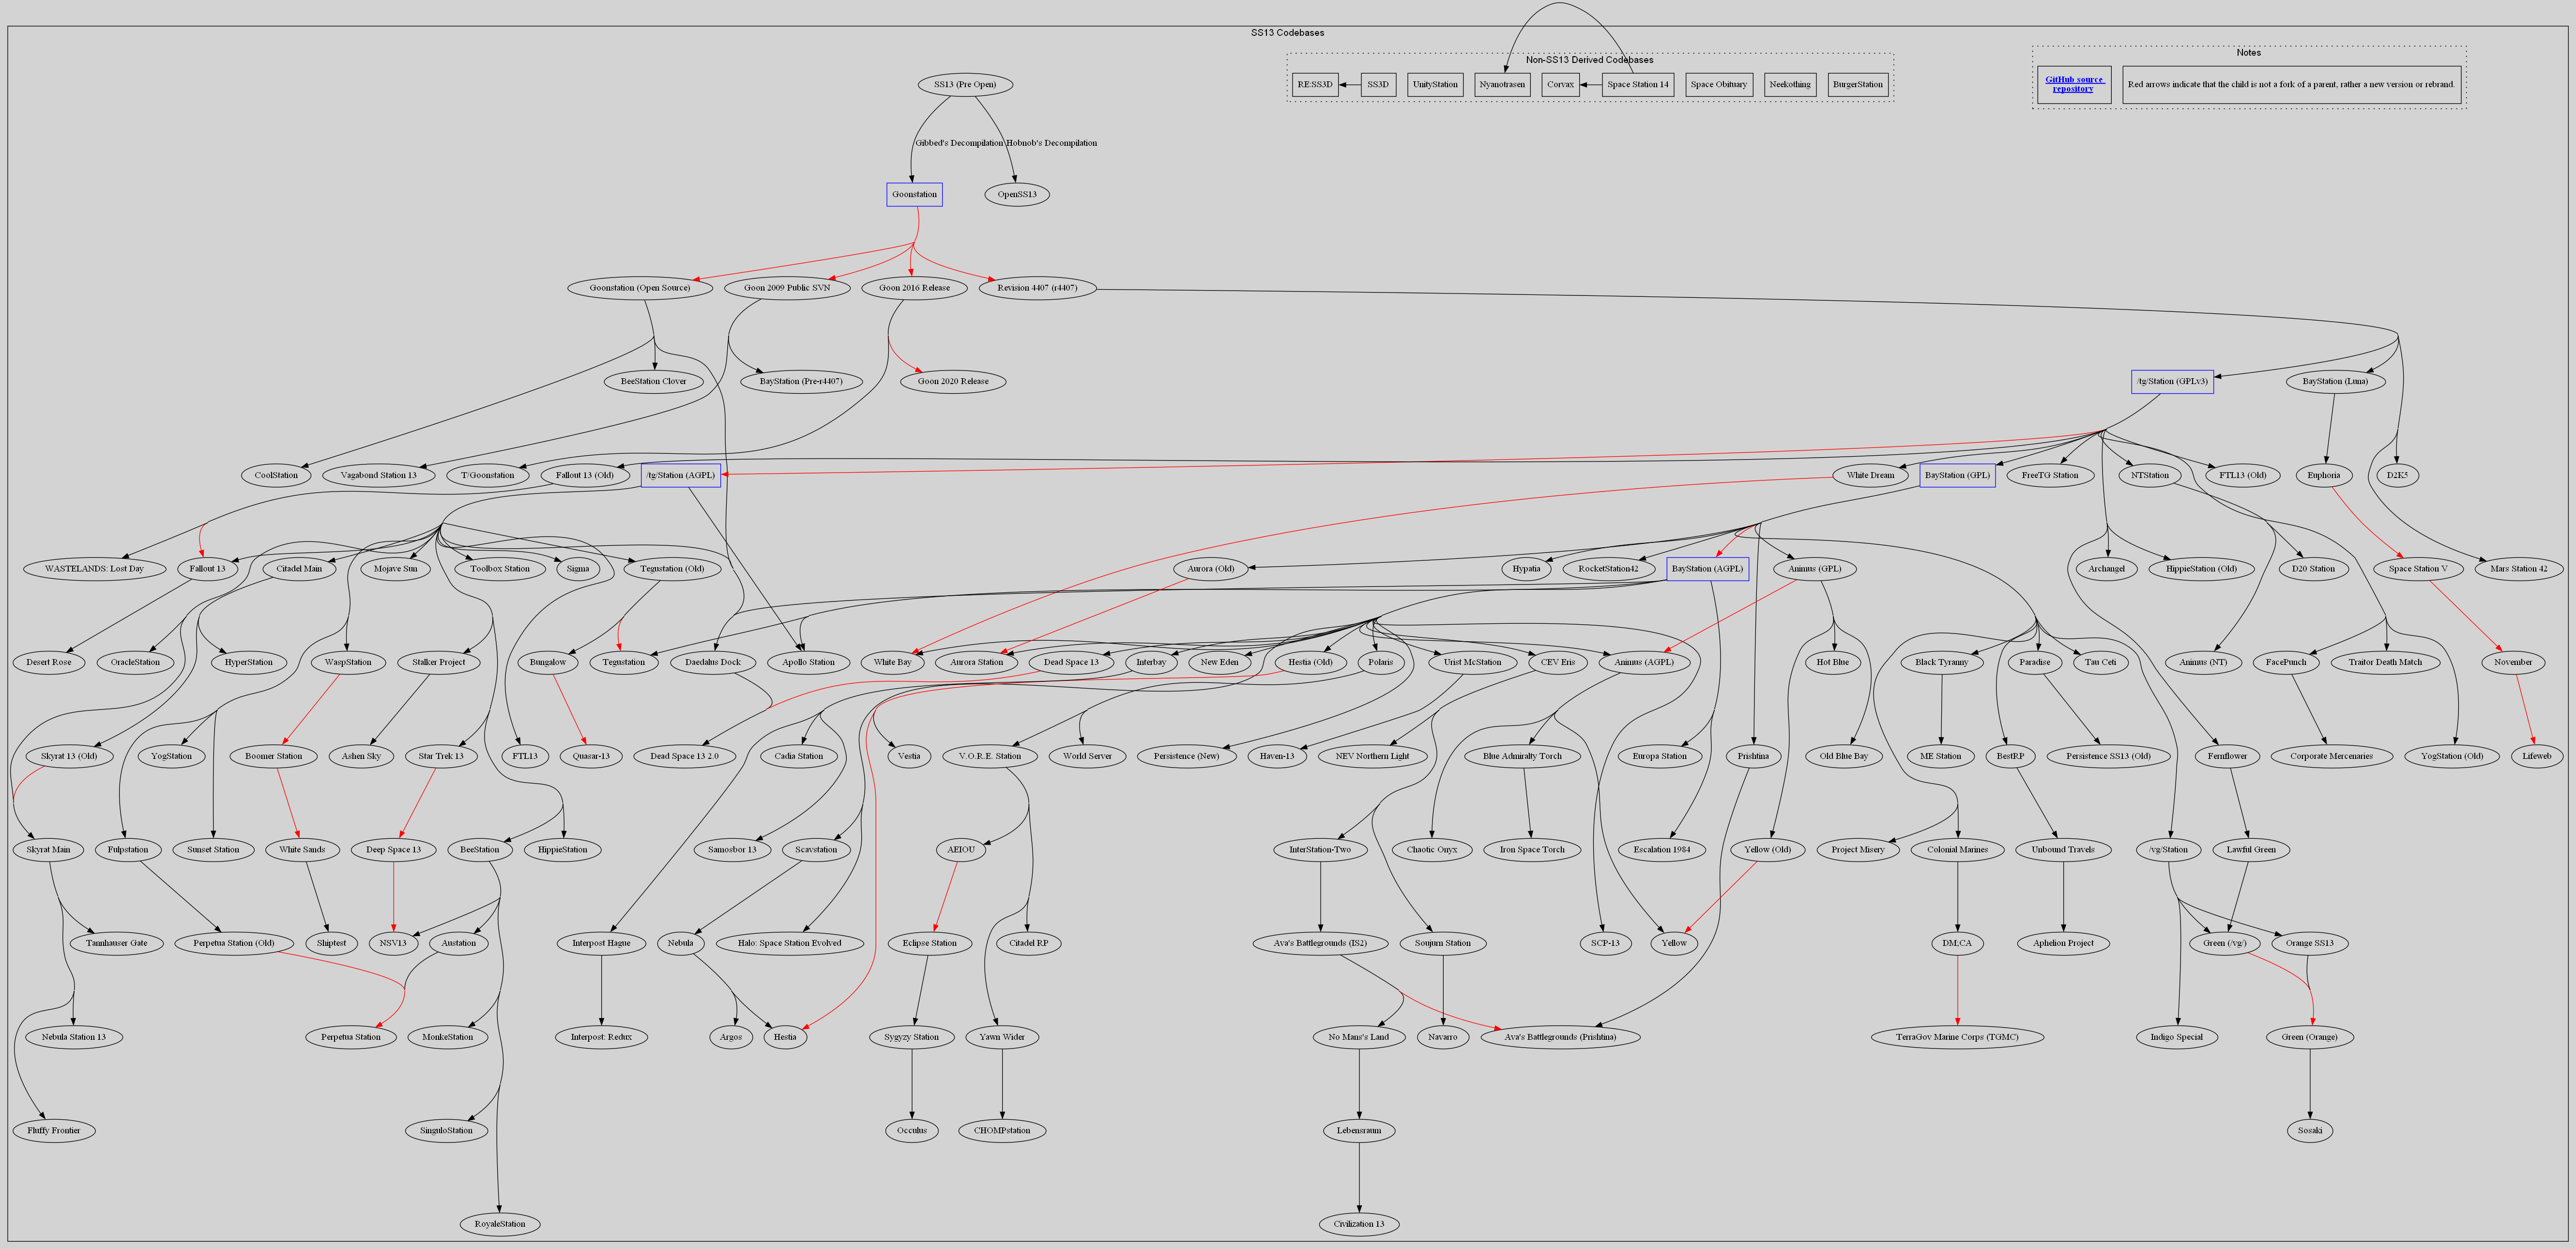 SS13 Codebases
Non-SS13 Derived Codebases
Notes
SS13 (Pre Open)
RE:SS3D
SS3D
UnityStation
Nyanotrasen
Corvax
Space Station 14
Space Obituary
Neekothing
BurgerStation
GitHub source
repository
Red arrows indicate that the child is not a fork of a parent, rather a new version or rebrand.
Gibbed's Decompilation
Hobnob's Decompilation
Goonstation
OpenSS13
Goonstation (Open Source)
Goon 2009 Public SVN
Goon 2016 Release
Revision 4407 (r4407)
BeeStation Clover
BayStation (Pre-r4407)
Goon 2020 Release
/tg/Station (GPLv3)
BayStation (Luna)
CoolStation
Vagabond Station 13
T/Goonstation
Fallout 13 (Old)
/tg/Station (AGPL)
White Dream
BayStation (GPL)
FreeTG Station
NTStation
FTL13 (Old)
Euphoria
D2K5
WASTELANDS: Lost Day
Fallout 13
Citadel Main
Mojave Sun
Toolbox Station
Sigma
Tegustation (Old)
Aurora (Old)
Hypatia
RocketStation42
BayStation (AGPL)
Animus (GPL)
Archangel
HippieStation (Old)
D20 Station
Space Station V
Mars Station 42
Desert Rose
OracleStation
HyperStation
WaspStation
Stalker Project
Bungalow
Tegustation
Daedalus Dock
Apollo Station
White Bay
Aurora Station
Dead Space 13
Interbay
New Eden
Hestia (Old)
Polaris
Urist McStation
CEV Eris
Animus (AGPL)
Hot Blue
Black Tyranny
Paradise
Tau Ceti
Animus (NT)
FacePunch
Traitor Death Match
November
Skyrat 13 (Old)
YogStation
Boomer Station
Ashen Sky
Star Trek 13
FTL13
Quasar-13
Dead Space 13 2.0
Cadia Station
Vestia
V.O.R.E. Station
World Server
Persistence (New)
Haven-13
NEV Northern Light
Blue Admiralty Torch
Europa Station
Prishtina
Old Blue Bay
ME Station
BestRP
Persistence SS13 (Old)
Fernflower
Corporate Mercenaries
YogStation (Old)
Lifeweb
Skyrat Main
Fulpstation
Sunset Station
White Sands
Deep Space 13
BeeStation
HippieStation
Samosbor 13
Scavstation
AEIOU
InterStation-Two
Chaotic Onyx
Iron Space Torch
Escalation 1984
Yellow (Old)
Project Misery
Colonial Marines
Unbound Travels
/vg/Station
Lawful Green
Tannhauser Gate
Perpetua Station (Old)
Shiptest
NSV13
Austation
Interpost Hague
Nebula
Halo: Space Station Evolved
Eclipse Station
Citadel RP
Ava's Battlegrounds (IS2)
Soujurn Station
SCP-13
Yellow
DM;CA
Aphelion Project
Green (/vg/)
Orange SS13
Nebula Station 13
Perpetua Station
MonkeStation
Interpost: Redux
Argos
Hestia
Sygyzy Station
Yawn Wider
No Mans's Land
Navarro
Ava's Battlegrounds (Prishtina)
TerraGov Marine Corps (TGMC)
Indigo Special
Green (Orange)
Fluffy Frontier
SinguloStation
Occulus
CHOMPstation
Lebensraum
Sosaki
RoyaleStation
Civilization 13